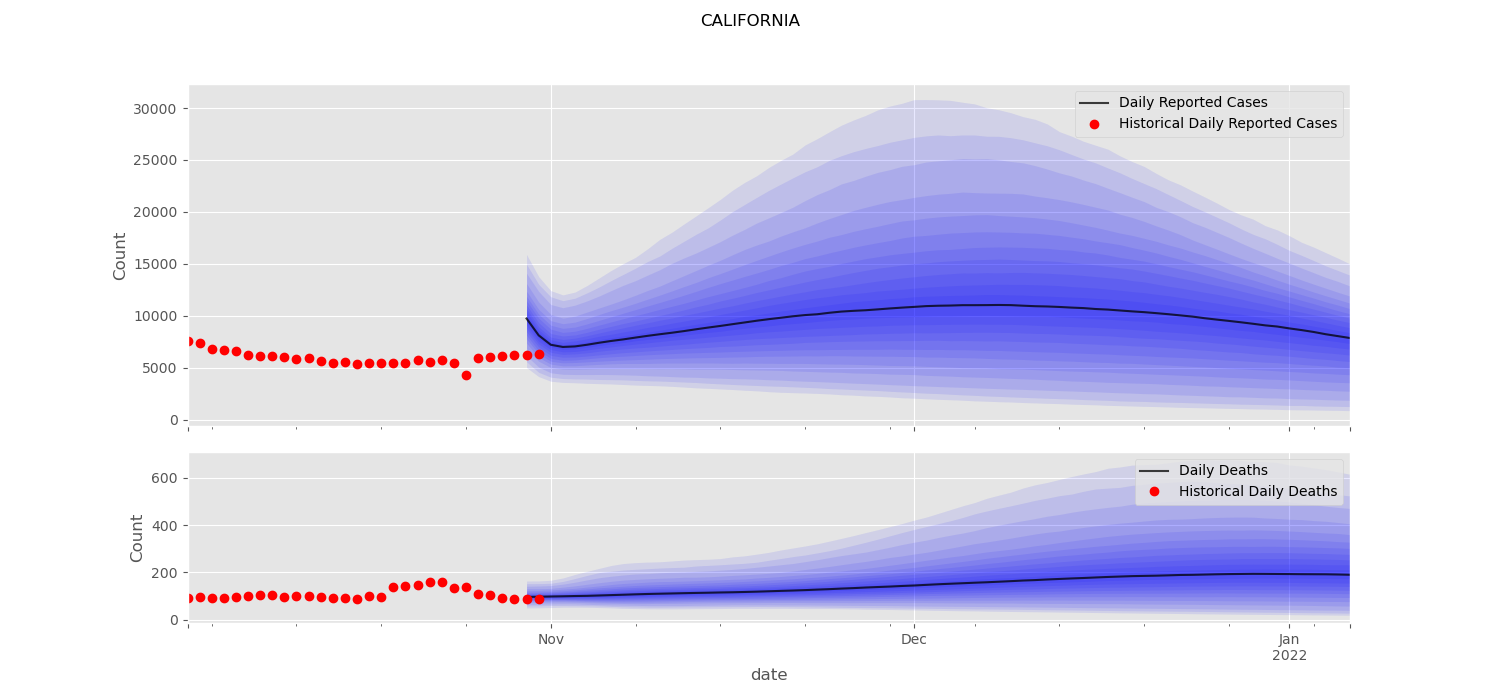 CALIFORNIA
30000
25000
20000
15000
10000
5000
0
Count
Daily Reported Cases
Historical Daily Reported Cases
600
400
200
0
Count
Daily Deaths
Historical Daily Deaths
Nov
Dec
Jan
2022
date